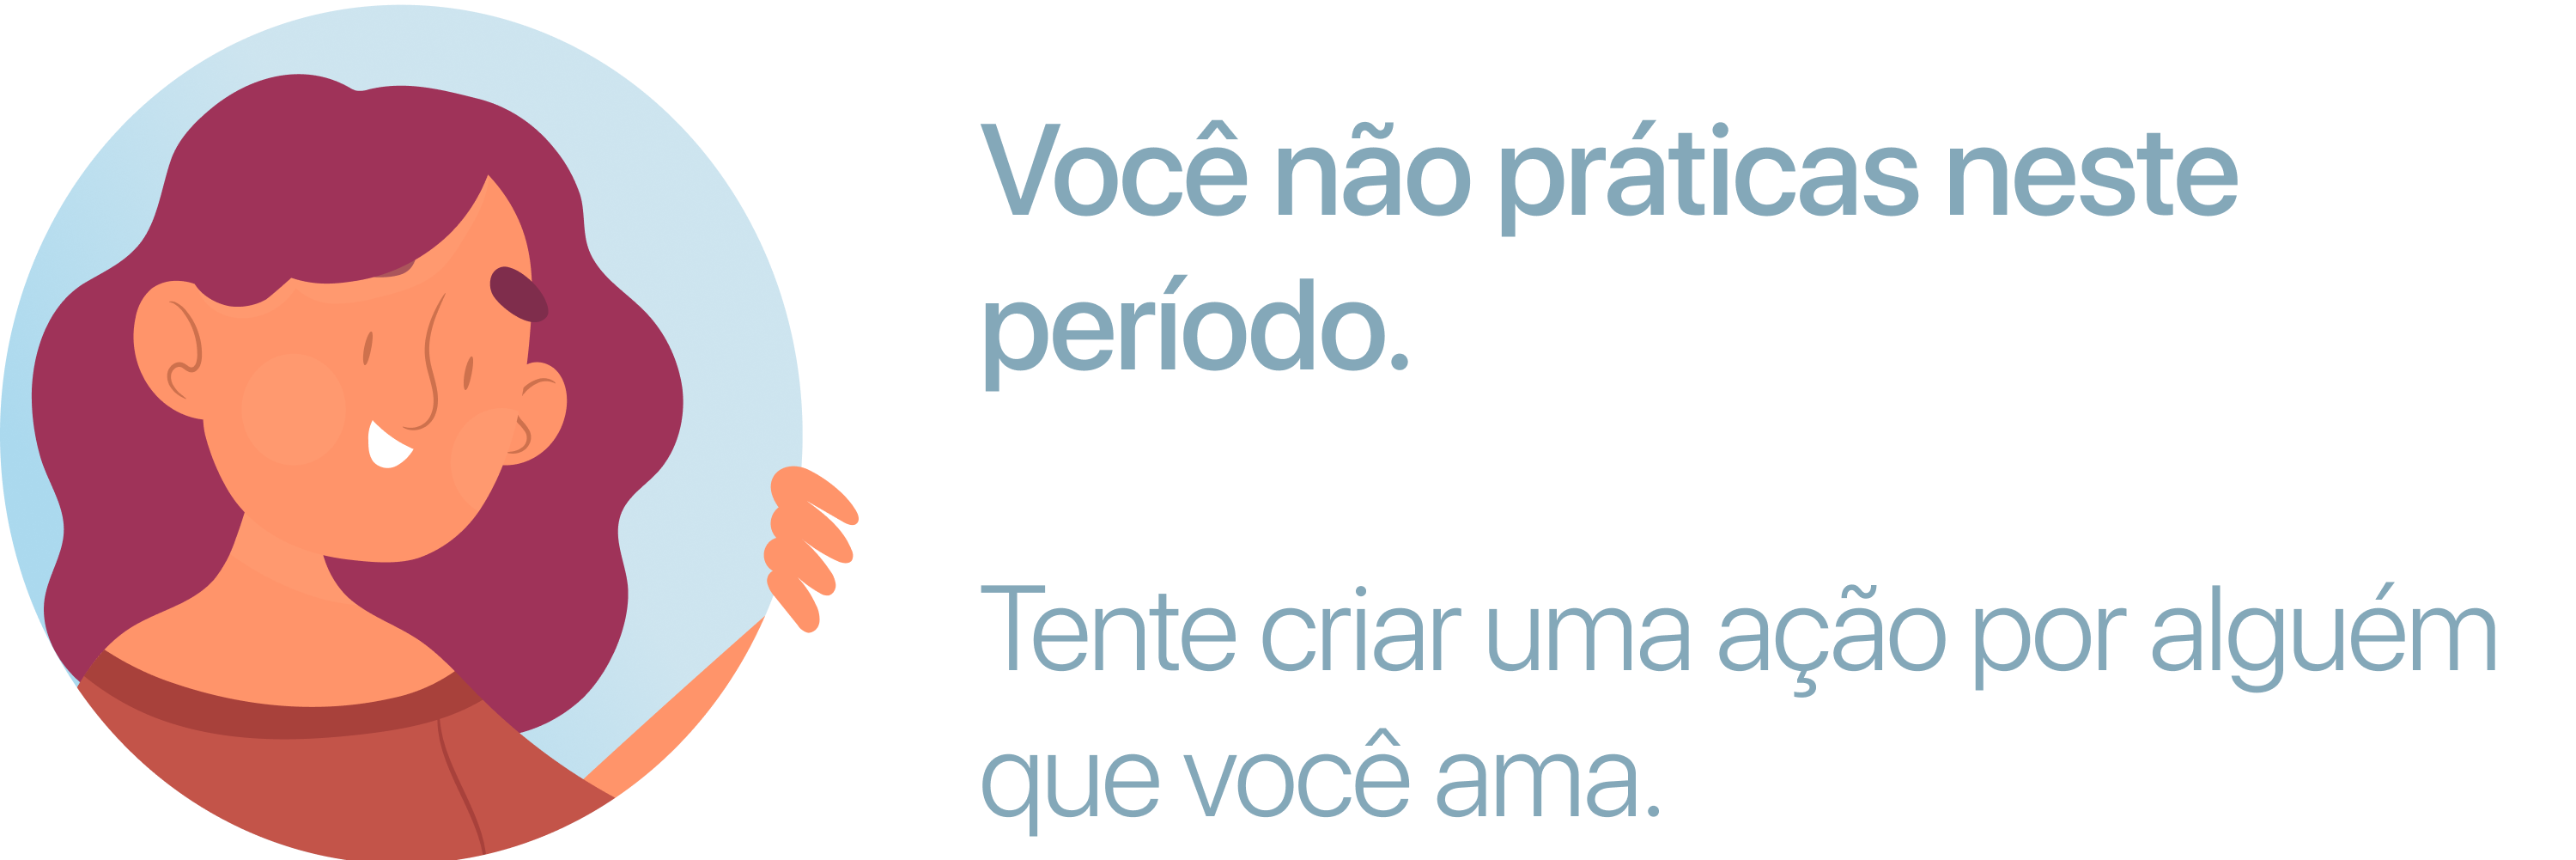 Você não práticas neste
período.
Tente criar uma ação por alguém
que você ama.